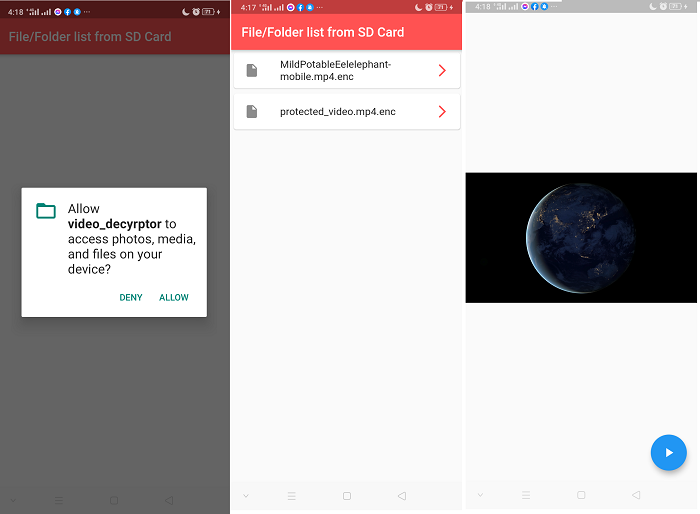 4:18
File/Folder list from SD Card
Allow
video_decyrptor to
access photos, media,
and files on your
device?
DENY ALLOW
4:17
File/Folder list from SD Card
MildPotableEelelephant-
mobile.mp4.enc
protected_video.mp4.enc
4:18